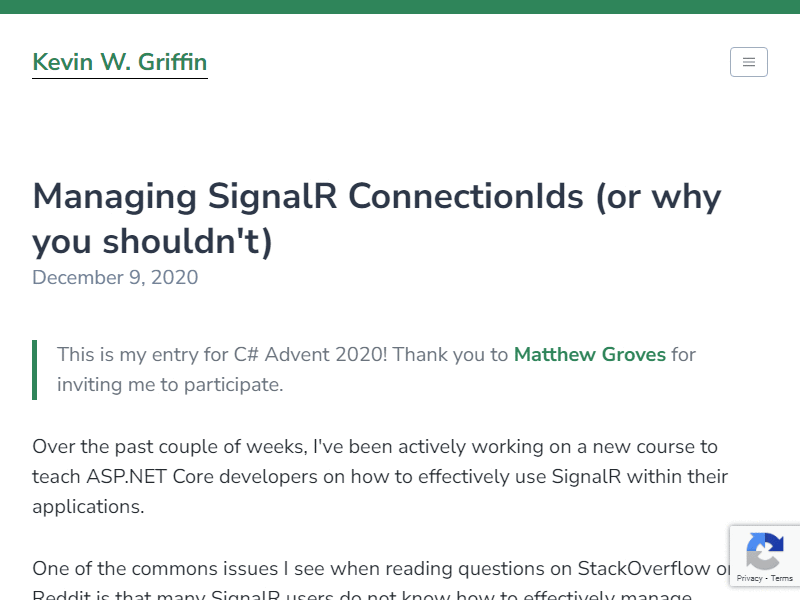 Kevin W. Griffin
Managing SignalR ConnectionIds (or why
you shouldn't)
December 9, 2020
This is my entry for C# Advent 2020! Thank you to Matthew Groves for
inviting me to participate.
Over the past couple of weeks, I've been actively working on a new course to
teach ASP.NET Core developers on how to effectively use SignalR within their
applications.
One of the commons issues I see when reading questions on StackOverflow or
Reddit is that many SignalR users do not know how to effectively manage
Privacy - Terms